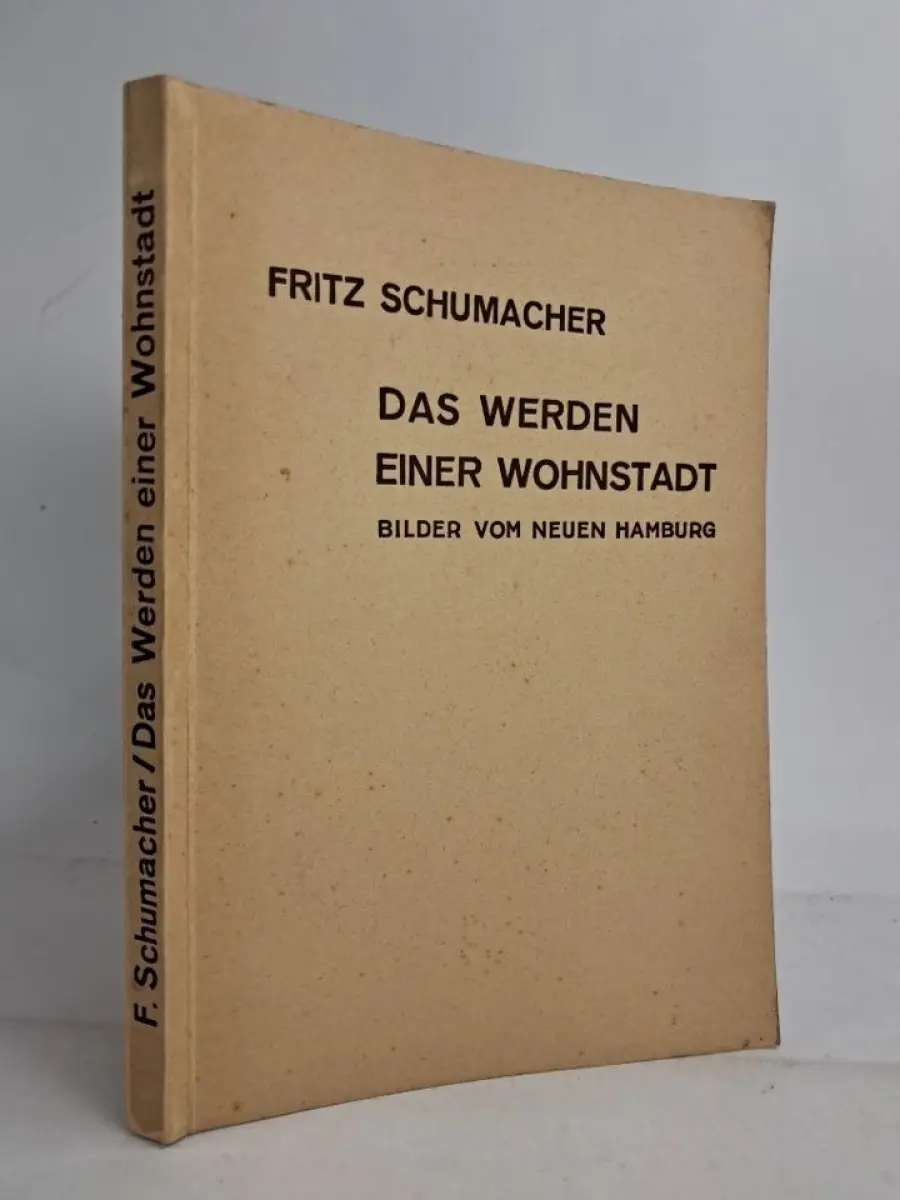 F. Schumacher/Das Werden einer Wohnstadt
FRITZ SCHUMACHER
DAS WERDEN
EINER WOHNSTADT
BILDER VOM NEUEN HAMBURG